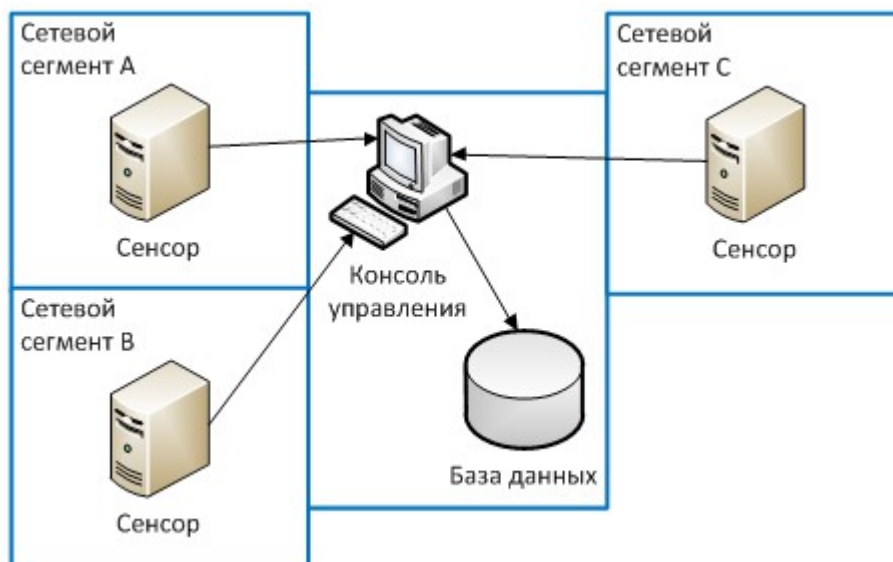 Сетевой
сегмент А
Сенсор
Сетевой
сегмент В
Сенсор
Консоль
управления
База данных
Сетевой
сегмент С
Сенсор